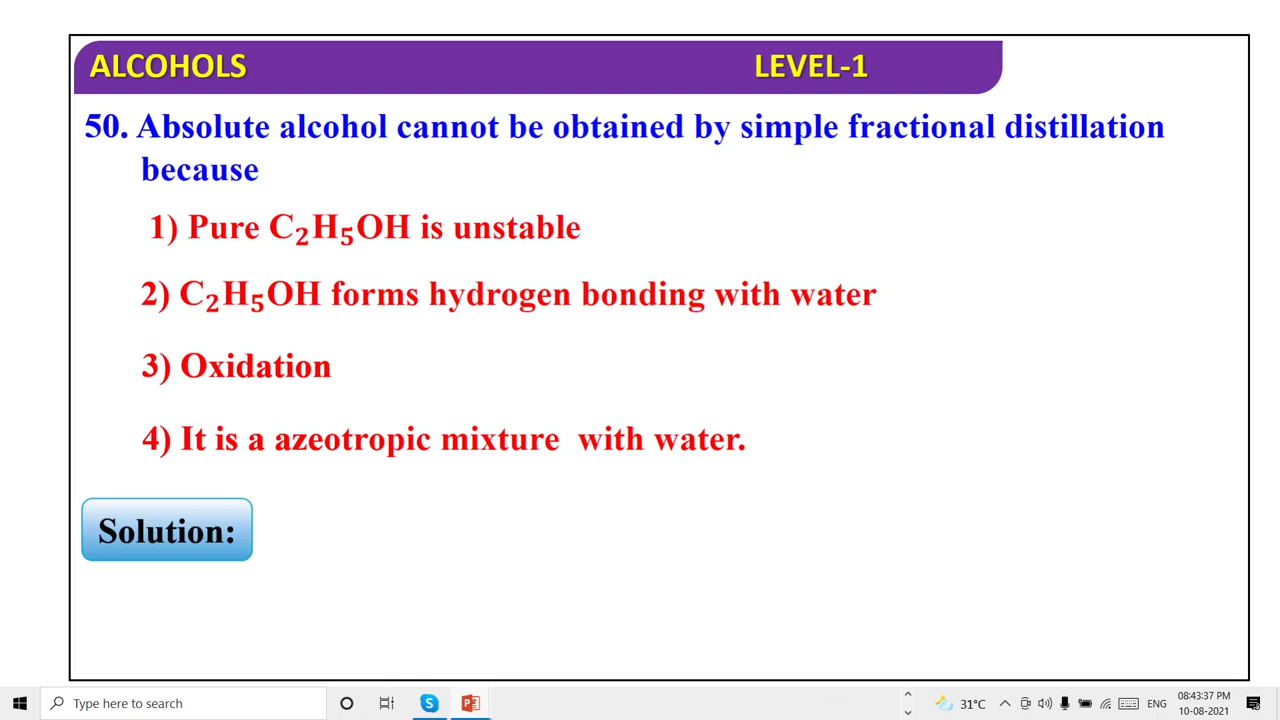 ALCOHOLS LEVEL-1
50. Absolute alcohol cannot be obtained by simple fractional distillation
because
1) Pure C₂H₅OH is unstable
2) C₂H₅OH forms hydrogen bonding with water
3) Oxidation
4) It is a azeotropic mixture with water.
Solution:
Type here to search
31°C
ENG
08:43:37 PM
10-08-2021